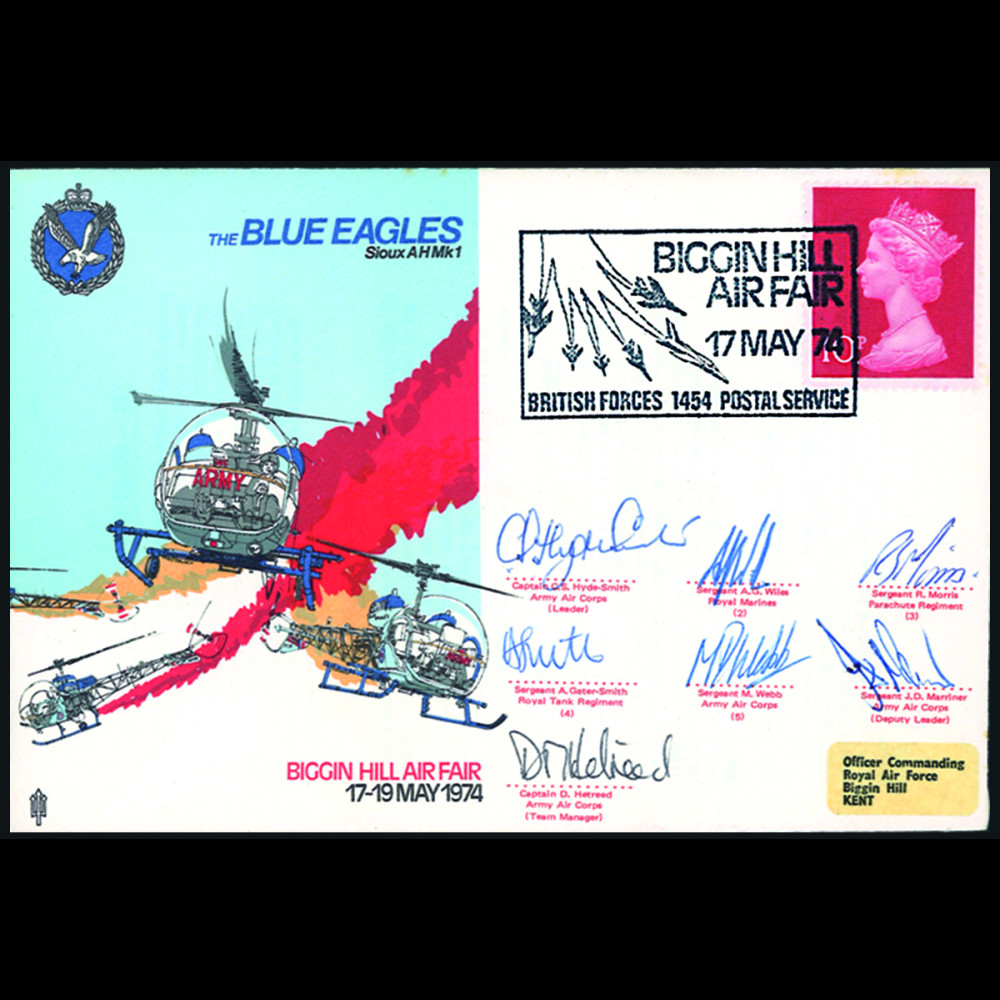 THE BLUE EAGLES
Sioux AH Mk 1
BIGGIN HILL
AIR FAIR
17 MAY 74
BRITISH FORCES 1454 POSTAL SERVICE
10P
ARMY
ARMY
Captain C.S. Hyde-Smith
Army Air Corps
(Leader)
Sergeant A.G. Wiles
Royal Marines
(2)
Sergeant R. Morris
Parachute Regiment
(3)
Sergeant A. Gater-Smith
Royal Tank Regiment
(4)
Sergeant M. Webb
Army Air Corps
(5)
Sergeant J.D. Marriner
Army Air Corps
(Deputy Leader)
Captain D. Hetreed
Army Air Corps
(Team Manager)
BIGGIN HILL AIR FAIR
17-19 MAY 1974
Officer Commanding
Royal Air Force
Biggin Hill
KENT